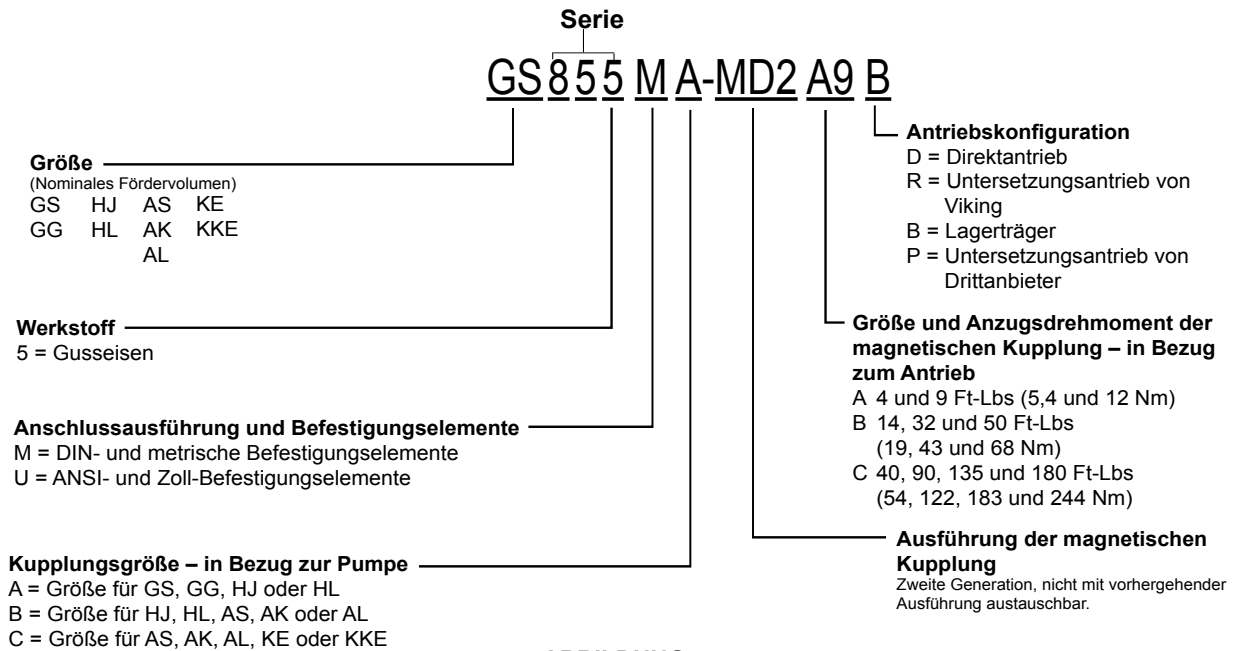 Serie
GS855MA-MD2A9B
Größe
(Nominales Fördervolumen)
GS HJ AS KE
GG HL AK KKE
AL
Werkstoff
5 = Gusseisen
Anschlussausführung und Befestigungselemente
M = DIN- und metrische Befestigungselemente
U = ANSI- und Zoll-Befestigungselemente
Kupplungsgröße – in Bezug zur Pumpe
A = Größe für GS, GG, HJ oder HL
B = Größe für HJ, HL, AS, AK oder AL
C = Größe für AS, AK, AL, KE oder KKE
Antriebskonfiguration
D = Direktantrieb
R = Untersetzungsantrieb von
Viking
B = Lagerträger
P = Untersetzungsantrieb von
Drittanbieter
Größe und Anzugsdrehmoment der
magnetischen Kupplung – in Bezug
zum Antrieb
A 4 und 9 Ft-Lbs (5,4 und 12 Nm)
B 14, 32 und 50 Ft-Lbs
(19, 43 und 68 Nm)
C 40, 90, 135 und 180 Ft-Lbs
(54, 122, 183 und 244 Nm)
Ausführung der magnetischen
Kupplung
Zweite Generation, nicht mit vorhergehender
Ausführung austauschbar.